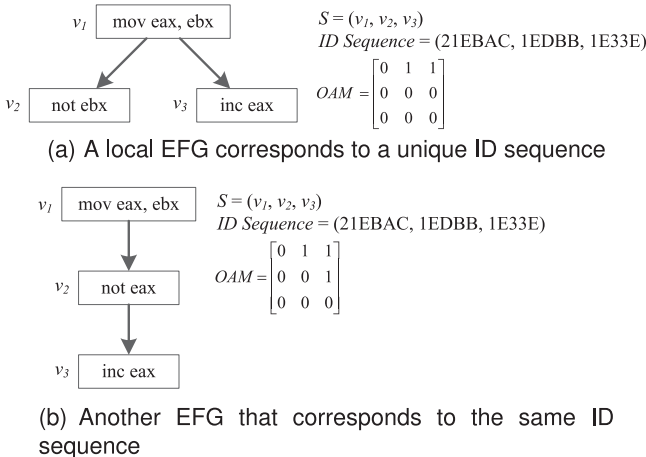 v1 mov eax, ebx
S = (v1, v2, v3)
ID Sequence = (21EBAC, 1EDBB, 1E33E)
v2 not ebx
v3 inc eax
OAM = [0 1 1
0 0 0
0 0 0]
(a) A local EFG corresponds to a unique ID sequence
v1 mov eax, ebx
S = (v1, v2, v3)
ID Sequence = (21EBAC, 1EDBB, 1E33E)
v2 not eax
OAM = [0 1 1
0 0 1
0 0 0]
v3 inc eax
(b) Another EFG that corresponds to the same ID
sequence